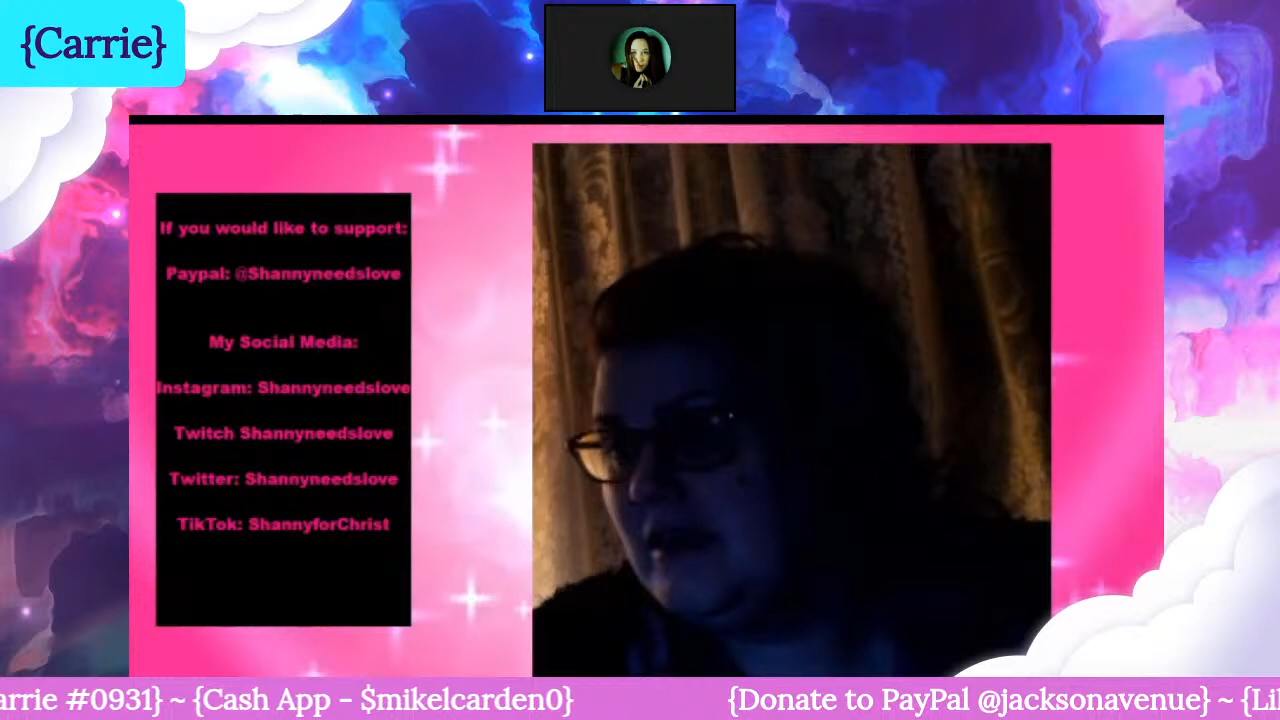 {Carrie}
If you would like to support:
Paypal: @Shannyneedslove
My Social Media:
Instagram: Shannyneedslove
Twitch Shannyneedslove
Twitter: Shannyneedslove
TikTok: ShannyforChrist
arrie #0931} ~ {Cash App - $mikelcarden0} {Donate to PayPal @jacksonavenue} ~ {Li